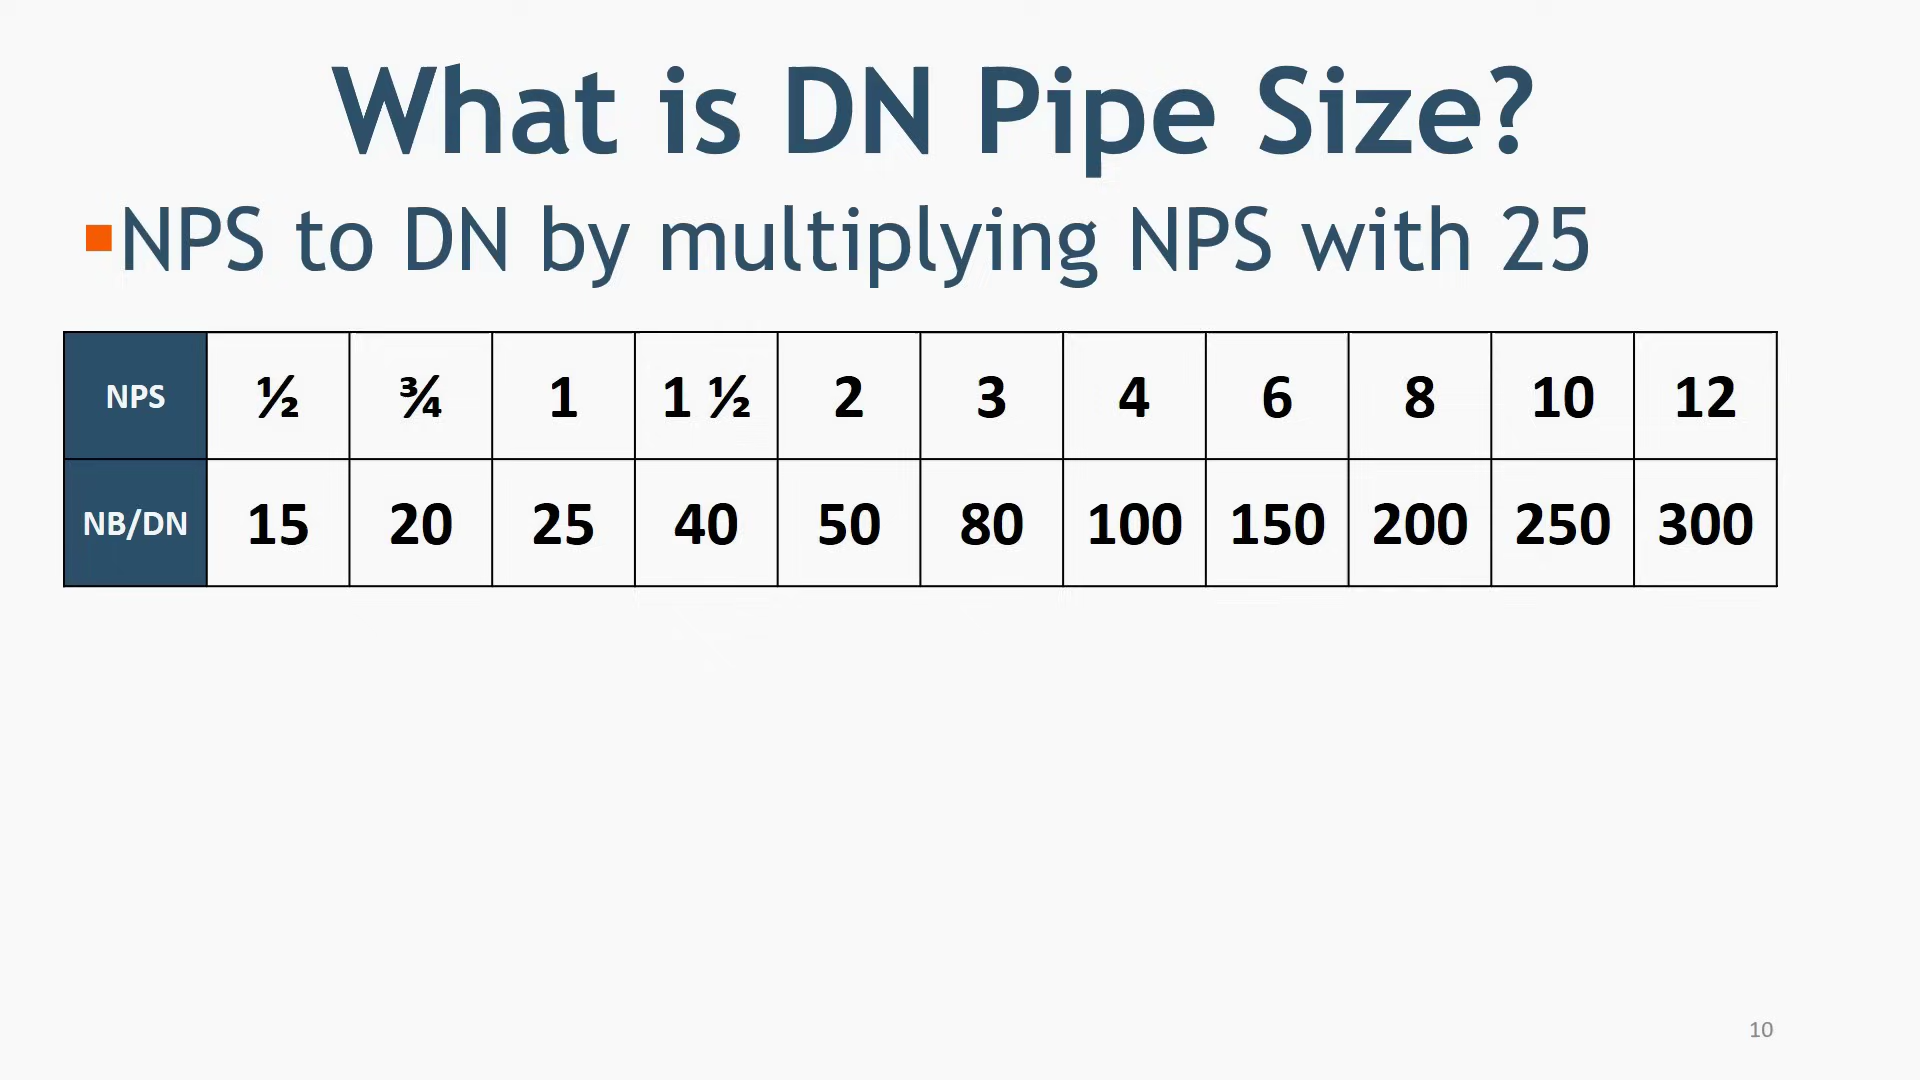 What is DN Pipe Size?
▪NPS to DN by multiplying NPS with 25
NPS ½ ¾ 1 1 ½ 2 3 4 6 8 10 12
NB/DN 15 20 25 40 50 80 100 150 200 250 300
10